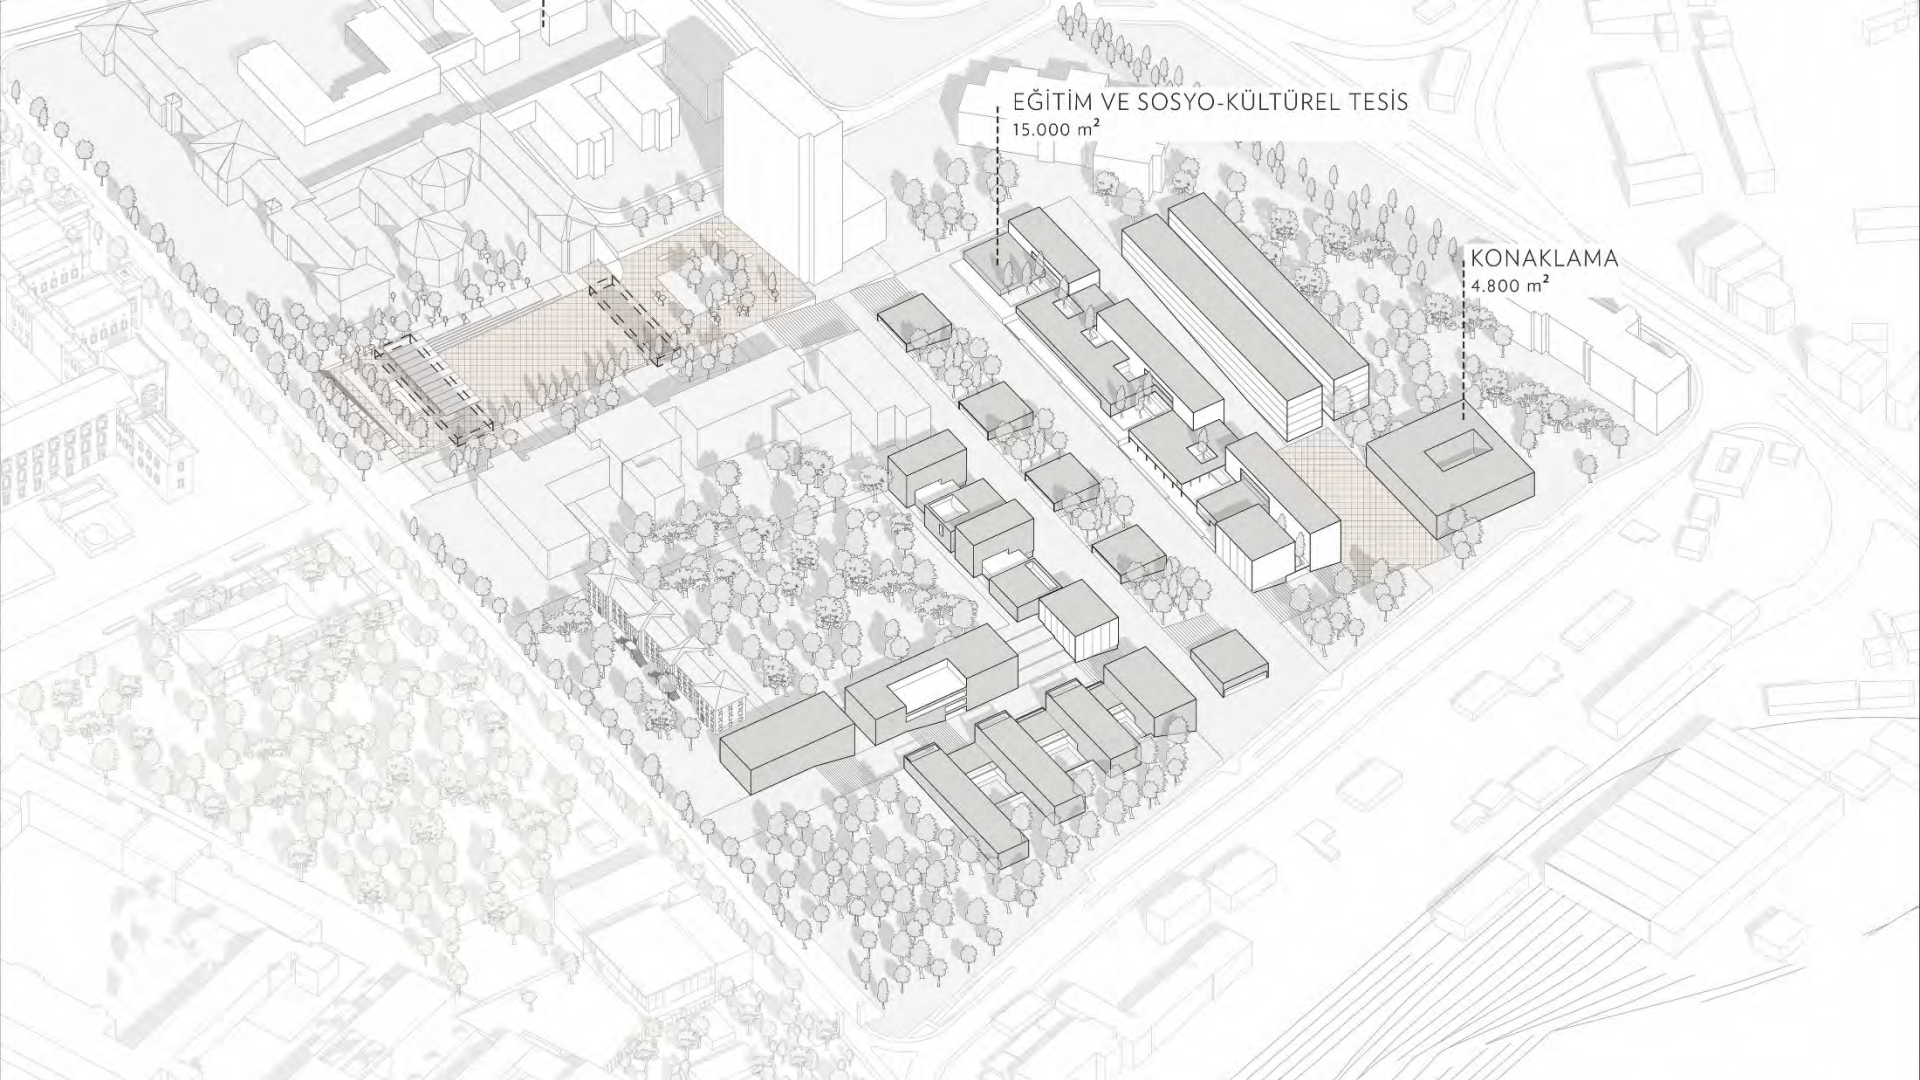 EĞİTİM VE SOSYO-KÜLTÜREL TESİS
15.000 m²
KONAKLAMA
4.800 m²